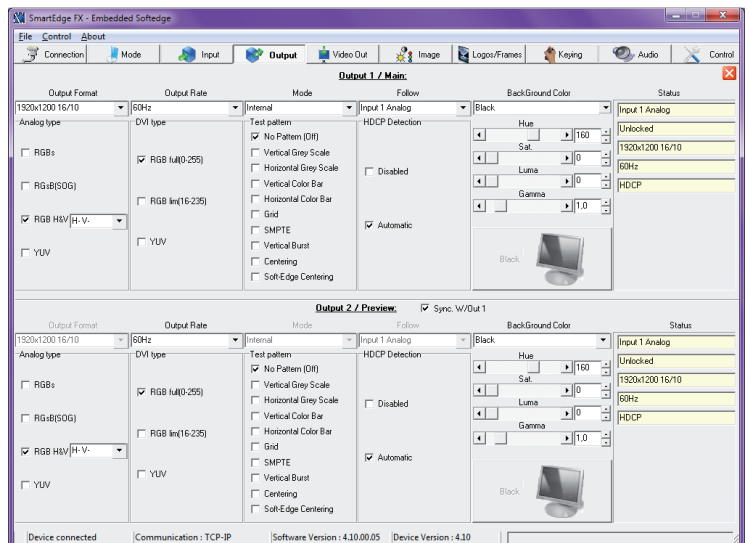 SmartEdge FX - Embedded Softedge
File Control About
Connection Mode Input Output Video Out Image Logos/Frames Keying Audio Control
Output 1 / Main:
Output Format Output Rate Mode Follow BackGround Color Status
1920x1200 16/10 60Hz Internal Input 1 Analog Black Input 1 Analog
Analog type DVI type Test pattern HDCP Detection Hue
No Pattern (Off) 160 Unlocked
RGBs RGB full(0-255) Vertical Grey Scale Sat. 1920x1200 16/10
Horizontal Grey Scale Disabled 0 60Hz
RGsB(SOG) Vertical Color Bar Luma
RGB lim(16-235) Horizontal Color Bar 0 HDCP
Grid Gamma
RGB H&V H- V- SMPTE Automatic 1,0
YUV YUV Vertical Burst
Centering Black
Soft-Edge Centering
Output 2 / Preview: Sync. W/Out 1
Output Format Output Rate Mode Follow BackGround Color Status
1920x1200 16/10 60Hz Internal Input 1 Analog Black Input 1 Analog
Analog type DVI type Test pattern HDCP Detection Hue
No Pattern (Off) 160 Unlocked
RGBs RGB full(0-255) Vertical Grey Scale Sat. 1920x1200 16/10
Horizontal Grey Scale Disabled 0 60Hz
RGsB(SOG) Vertical Color Bar Luma
RGB lim(16-235) Horizontal Color Bar 0 HDCP
Grid Gamma
RGB H&V H- V- SMPTE Automatic 1,0
YUV YUV Vertical Burst
Centering Black
Soft-Edge Centering
Device connected Communication : TCP-IP Software Version : 4.10.00.05 Device Version : 4.10